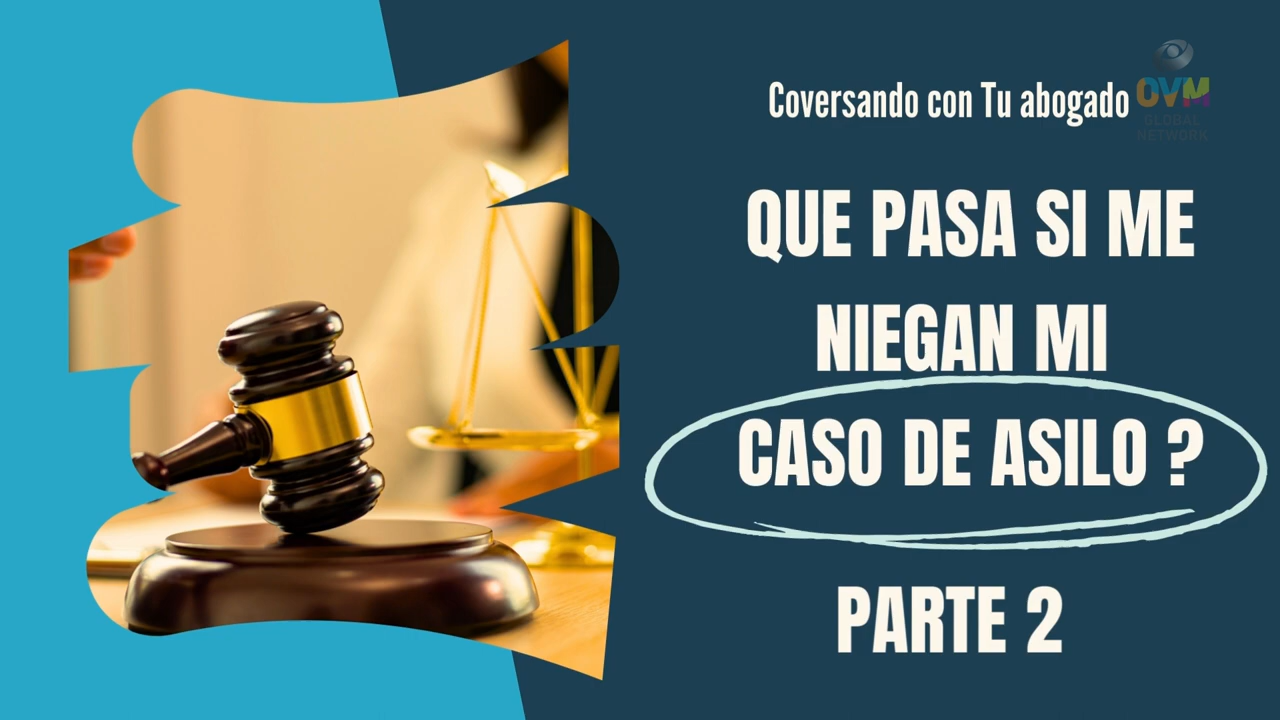 Coversando con Tu abogado
OVM
GLOBAL
NETWORK
QUE PASA SI ME
NIEGAN MI
CASO DE ASILO ?
PARTE 2